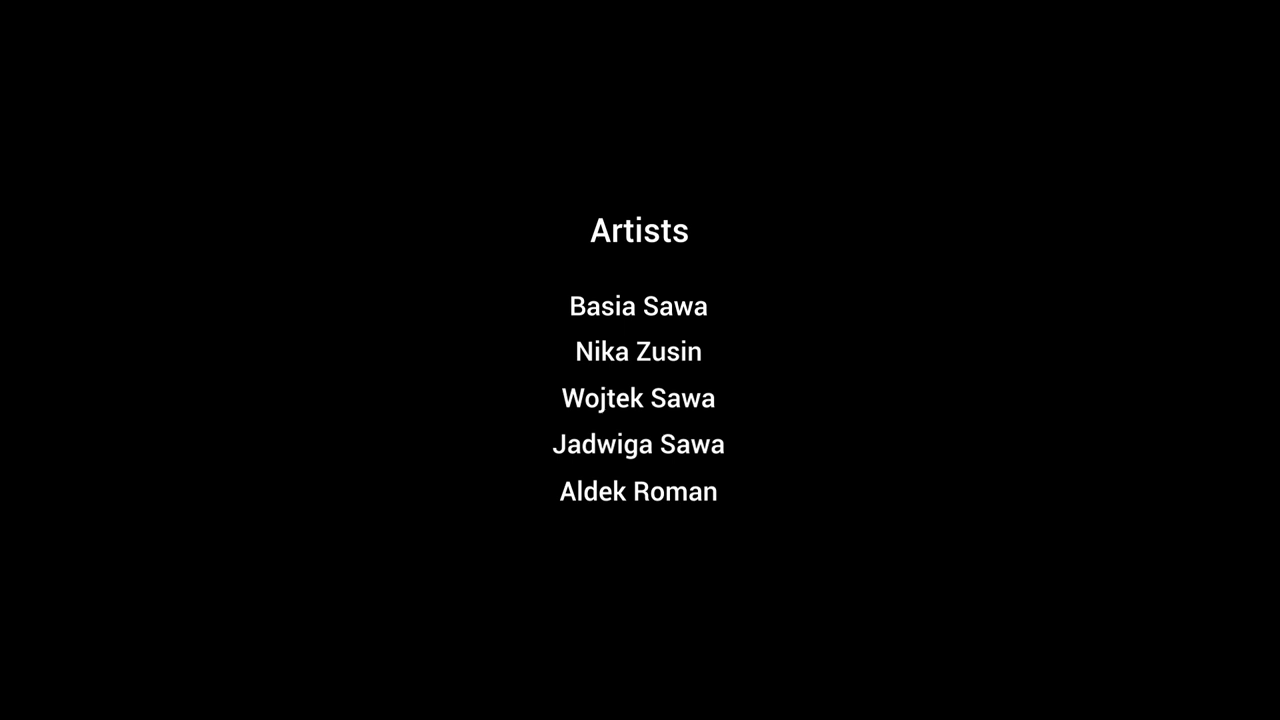 Artists
Basia Sawa
Nika Zusin
Wojtek Sawa
Jadwiga Sawa
Aldek Roman